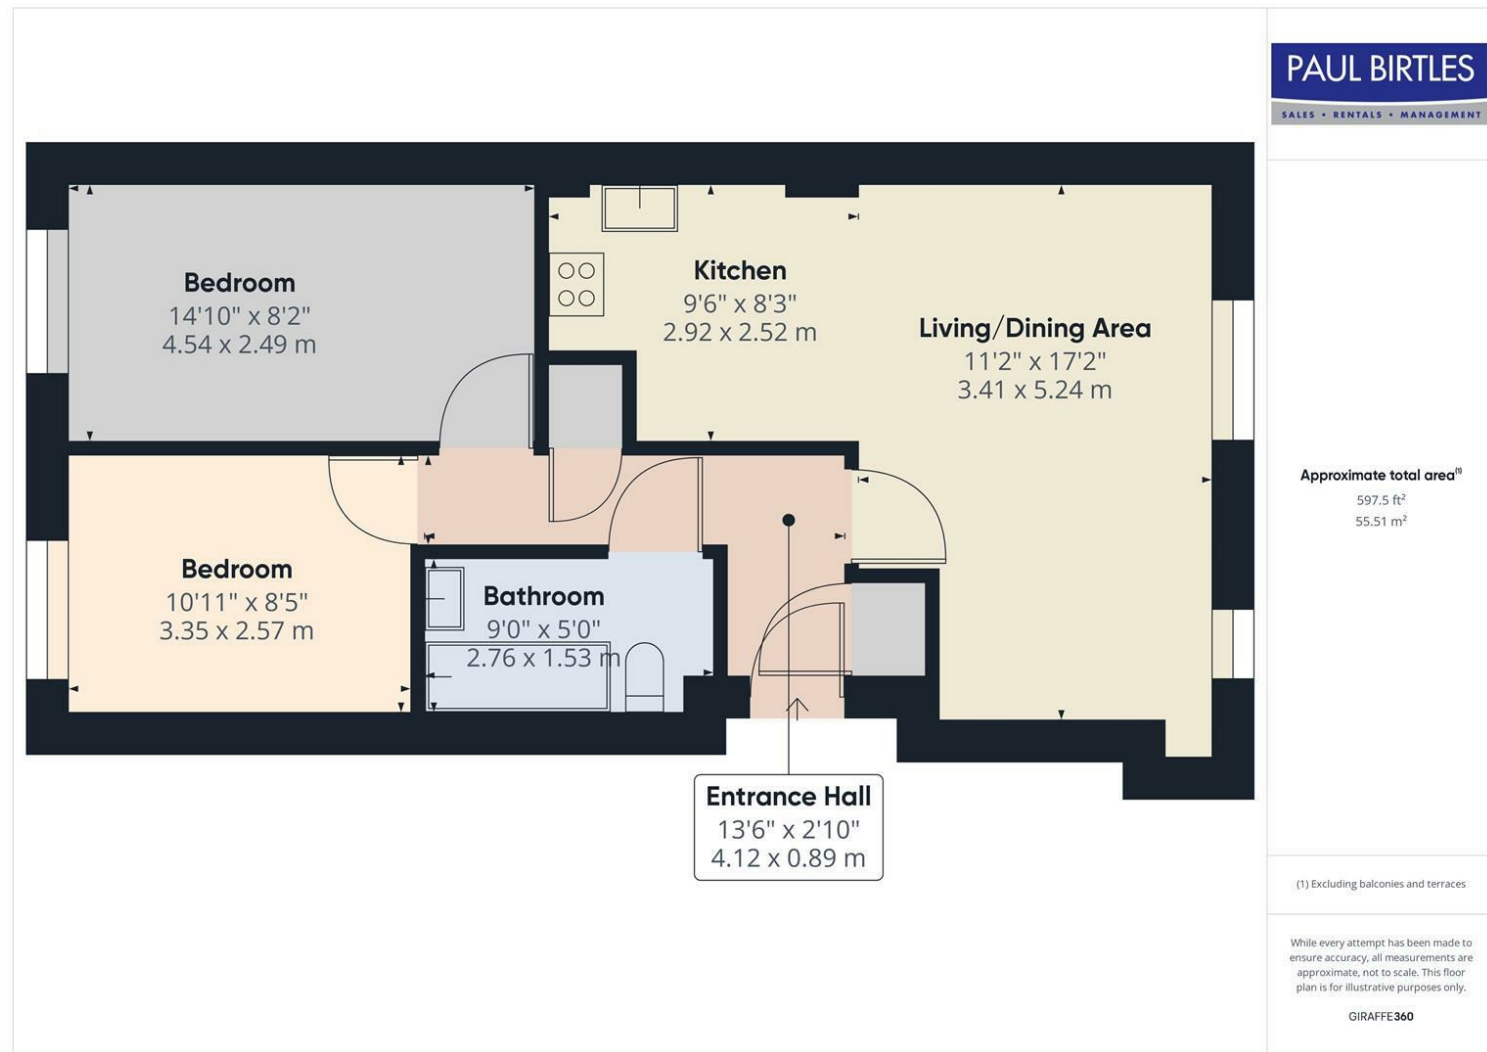 PAUL BIRTLES
SALES • RENTALS • MANAGEMENT
Bedroom
14'10" x 8'2"
4.54 x 2.49 m
Kitchen
9'6" x 8'3"
2.92 x 2.52 m
Living/Dining Area
11'2" x 17'2"
3.41 x 5.24 m
Bedroom
10'11" x 8'5"
3.35 x 2.57 m
Bathroom
9'0" x 5'0"
2.76 x 1.53 m
Entrance Hall
13'6" x 2'10"
4.12 x 0.89 m
Approximate total area⁽¹⁾
597.5 ft²
55.51 m²
(1) Excluding balconies and terraces
While every attempt has been made to
ensure accuracy, all measurements are
approximate, not to scale. This floor
plan is for illustrative purposes only.
GIRAFFE360